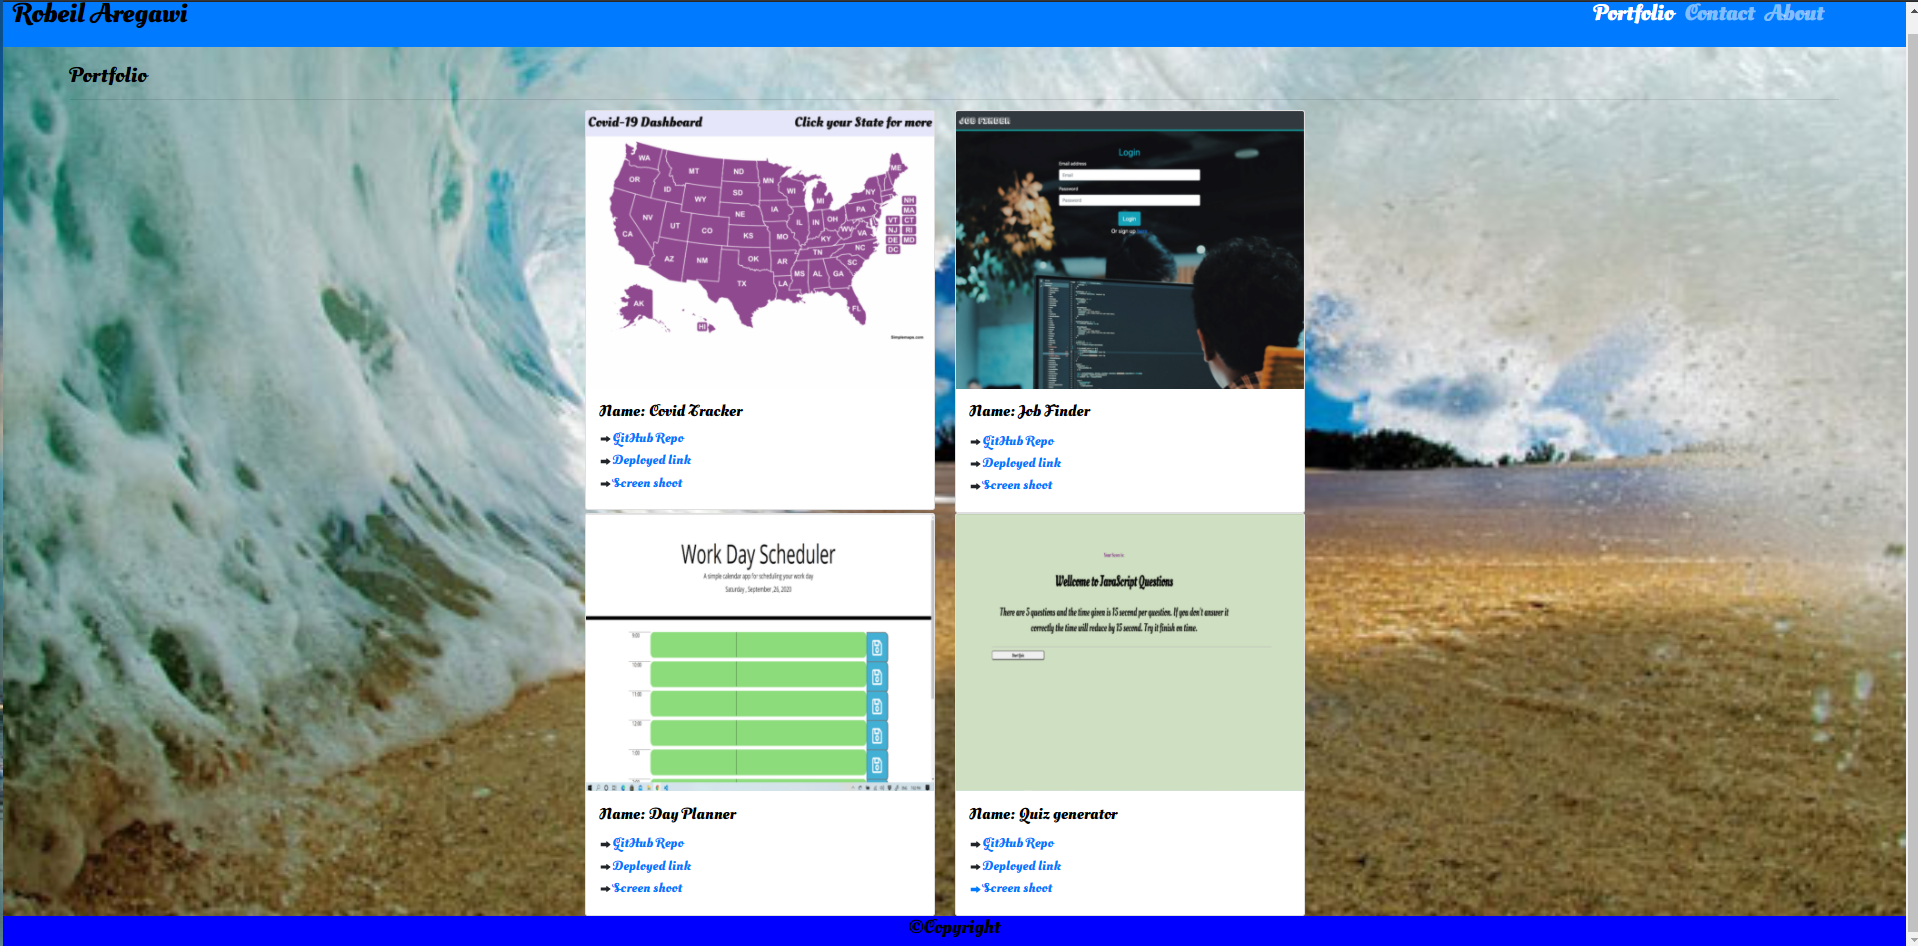 Robeil Aregawi
Portfolio Contact About
Portfolio
Covid-19 Dashboard Click your State for more
WA
OR
CA
NV
ID
MT
WY
UT
AZ
CO
NM
ND
SD
NE
KS
OK
TX
MN
IA
MO
AR
LA
WI
IL
MS
MI
IN
OH
KY
TN
AL
GA
FL
SC
NC
VA
WV
PA
NY
ME
NH
MA
VT CT
NJ RI
DE MD
DC
AK
HI
Simplemaps.com
Name: Covid Tracker
GitHub Repo
Deployed link
Screen shoot
JOB FINDER
Login
Email address
Email
Password
Password
Login
Or sign up here
Name: Job Finder
GitHub Repo
Deployed link
Screen shoot
Work Day Scheduler
A simple calendar app for scheduling your work day
Saturday , September ,26, 2020
9:00
10:00
11:00
12:00
1:00
Name: Day Planner
GitHub Repo
Deployed link
Screen shoot
Wellcome to JavaScript Questions
There are 5 questions and the time given is 15 second per question. If you don't answer it
correctly the time will reduce by 15 second. Try it finish on time.
Name: Quiz generator
GitHub Repo
Deployed link
Screen shoot
©Copyright